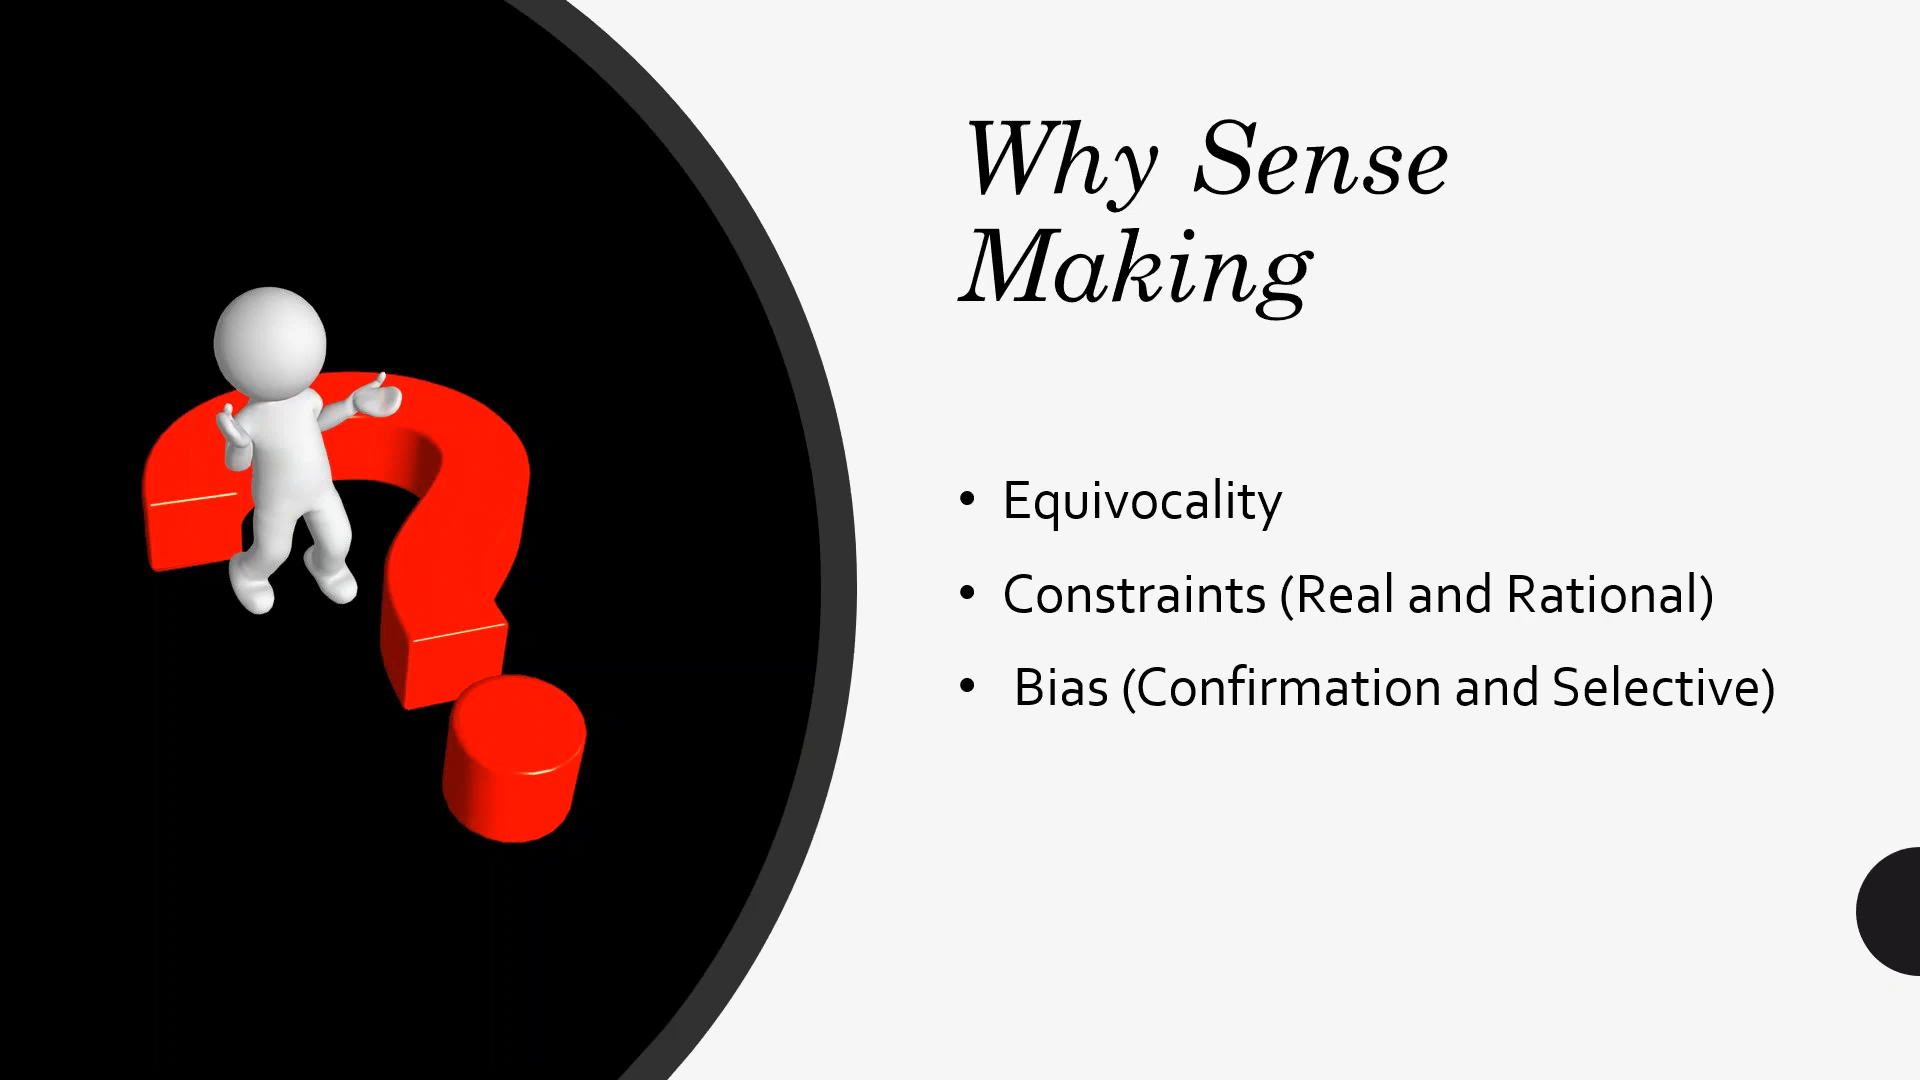 Why Sense
Making
• Equivocality
• Constraints (Real and Rational)
• Bias (Confirmation and Selective)